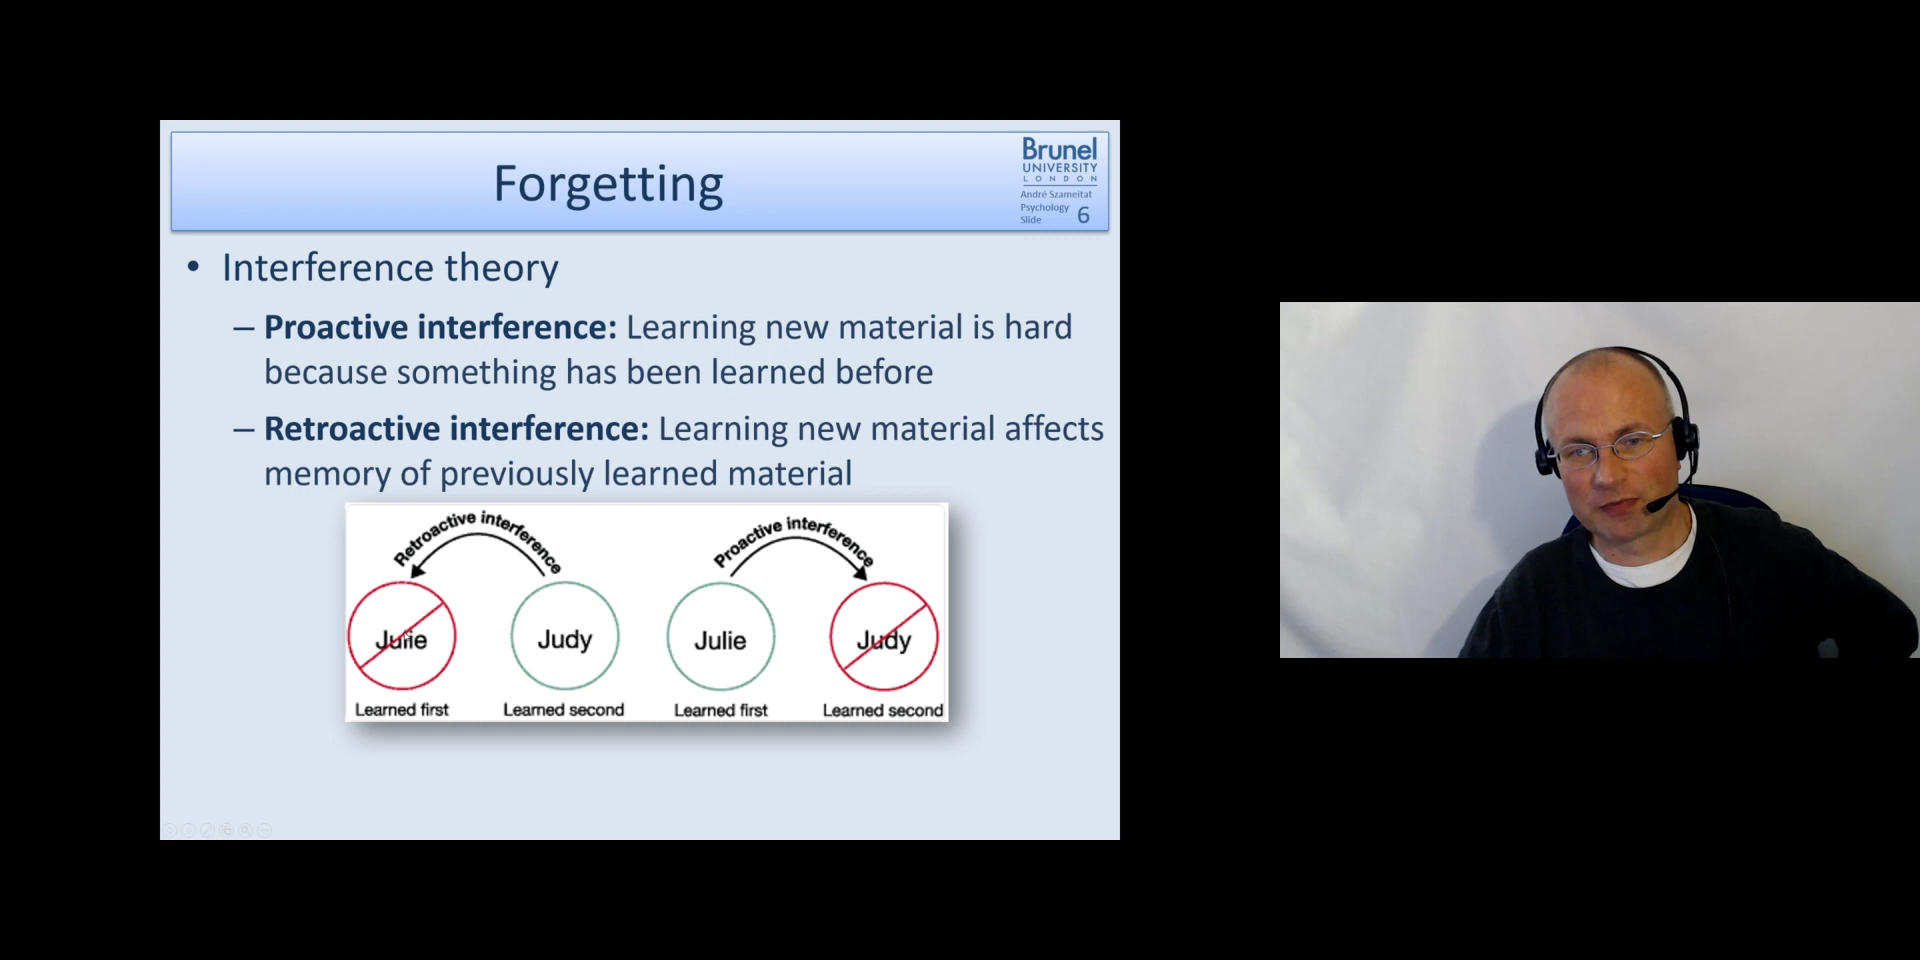 Forgetting
Brunel
UNIVERSITY
LONDON
André Szameitat
Psychology
Slide 6
• Interference theory
– Proactive interference: Learning new material is hard
because something has been learned before
– Retroactive interference: Learning new material affects
memory of previously learned material
Retroactive interference
Proactive interference
Julie
Judy
Julie
Judy
Learned first
Learned second
Learned first
Learned second